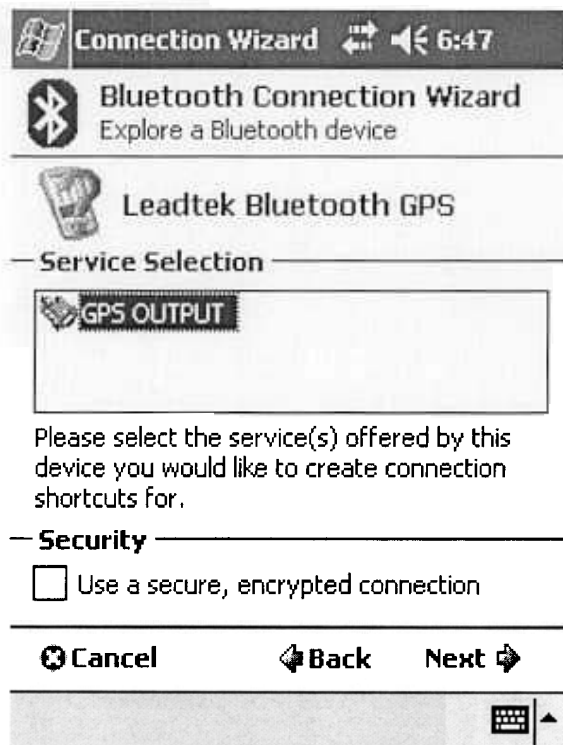 Connection Wizard 6:47
Bluetooth Connection Wizard
Explore a Bluetooth device
Leadtek Bluetooth GPS
Service Selection
GPS OUTPUT
Please select the service(s) offered by this
device you would like to create connection
shortcuts for.
Security
Use a secure, encrypted connection
Cancel Back Next